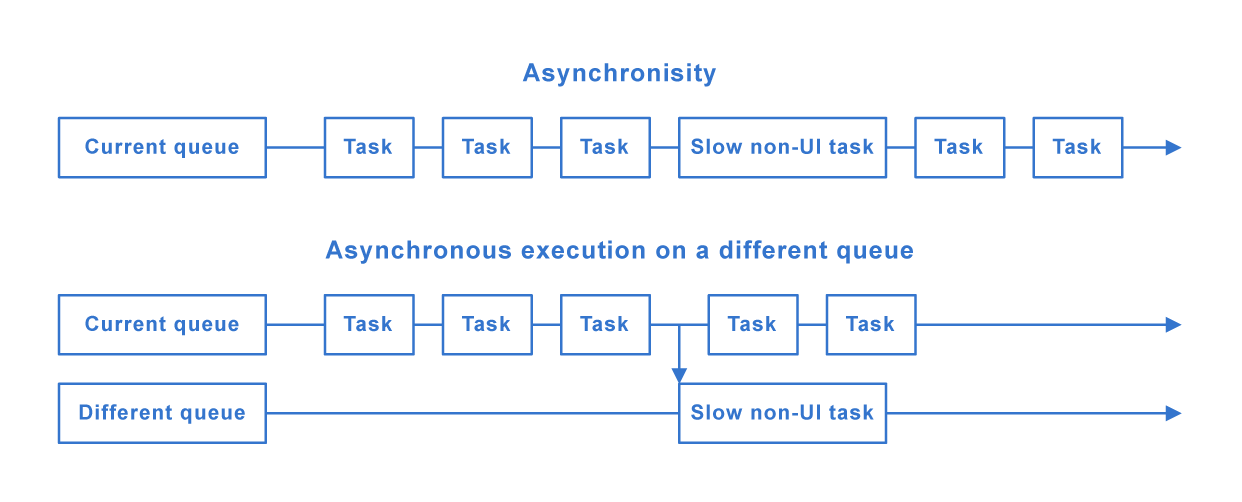 Asynchronisity
Current queue
Task
Task
Task
Slow non-UI task
Task
Task
Asynchronous execution on a different queue
Current queue
Task
Task
Task
Task
Task
Different queue
Slow non-UI task